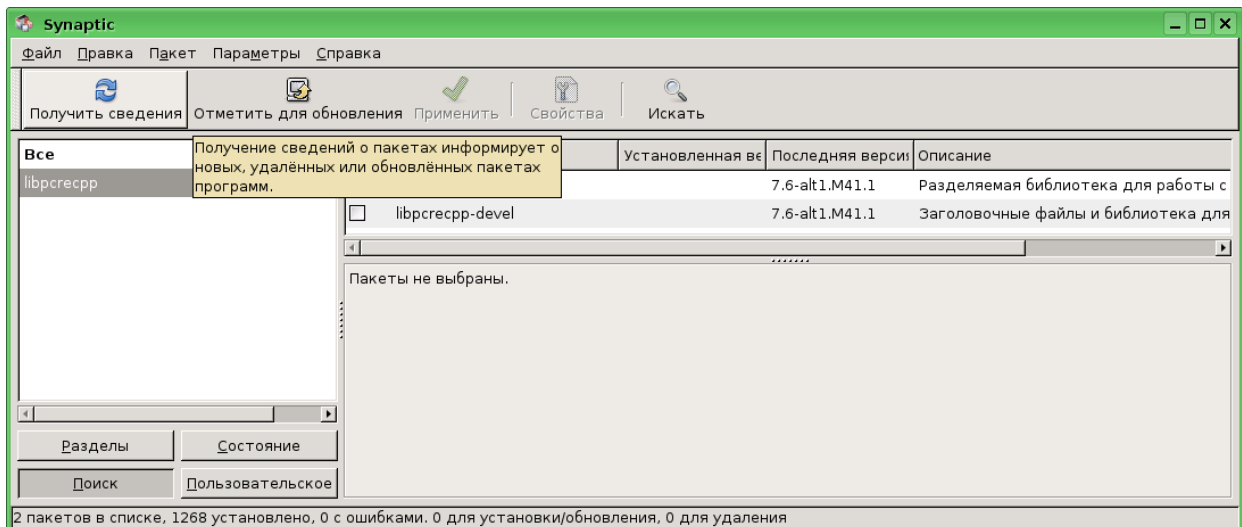 Synaptic
Файл Правка Пакет Параметры Справка
Получить сведения Отметить для обновления Применить Свойства Искать
Все
libpcrecpp
Получение сведений о пакетах информирует о
новых, удалённых или обновлённых пакетах
программ.
Установленная ве Последняя версия Описание
7.6-alt1.M41.1 Разделяемая библиотека для работы с
libpcrecpp-devel 7.6-alt1.M41.1 Заголовочные файлы и библиотека для
Пакеты не выбраны.
Разделы Состояние
Поиск Пользовательское
2 пакетов в списке, 1268 установлено, 0 с ошибками. 0 для установки/обновления, 0 для удаления